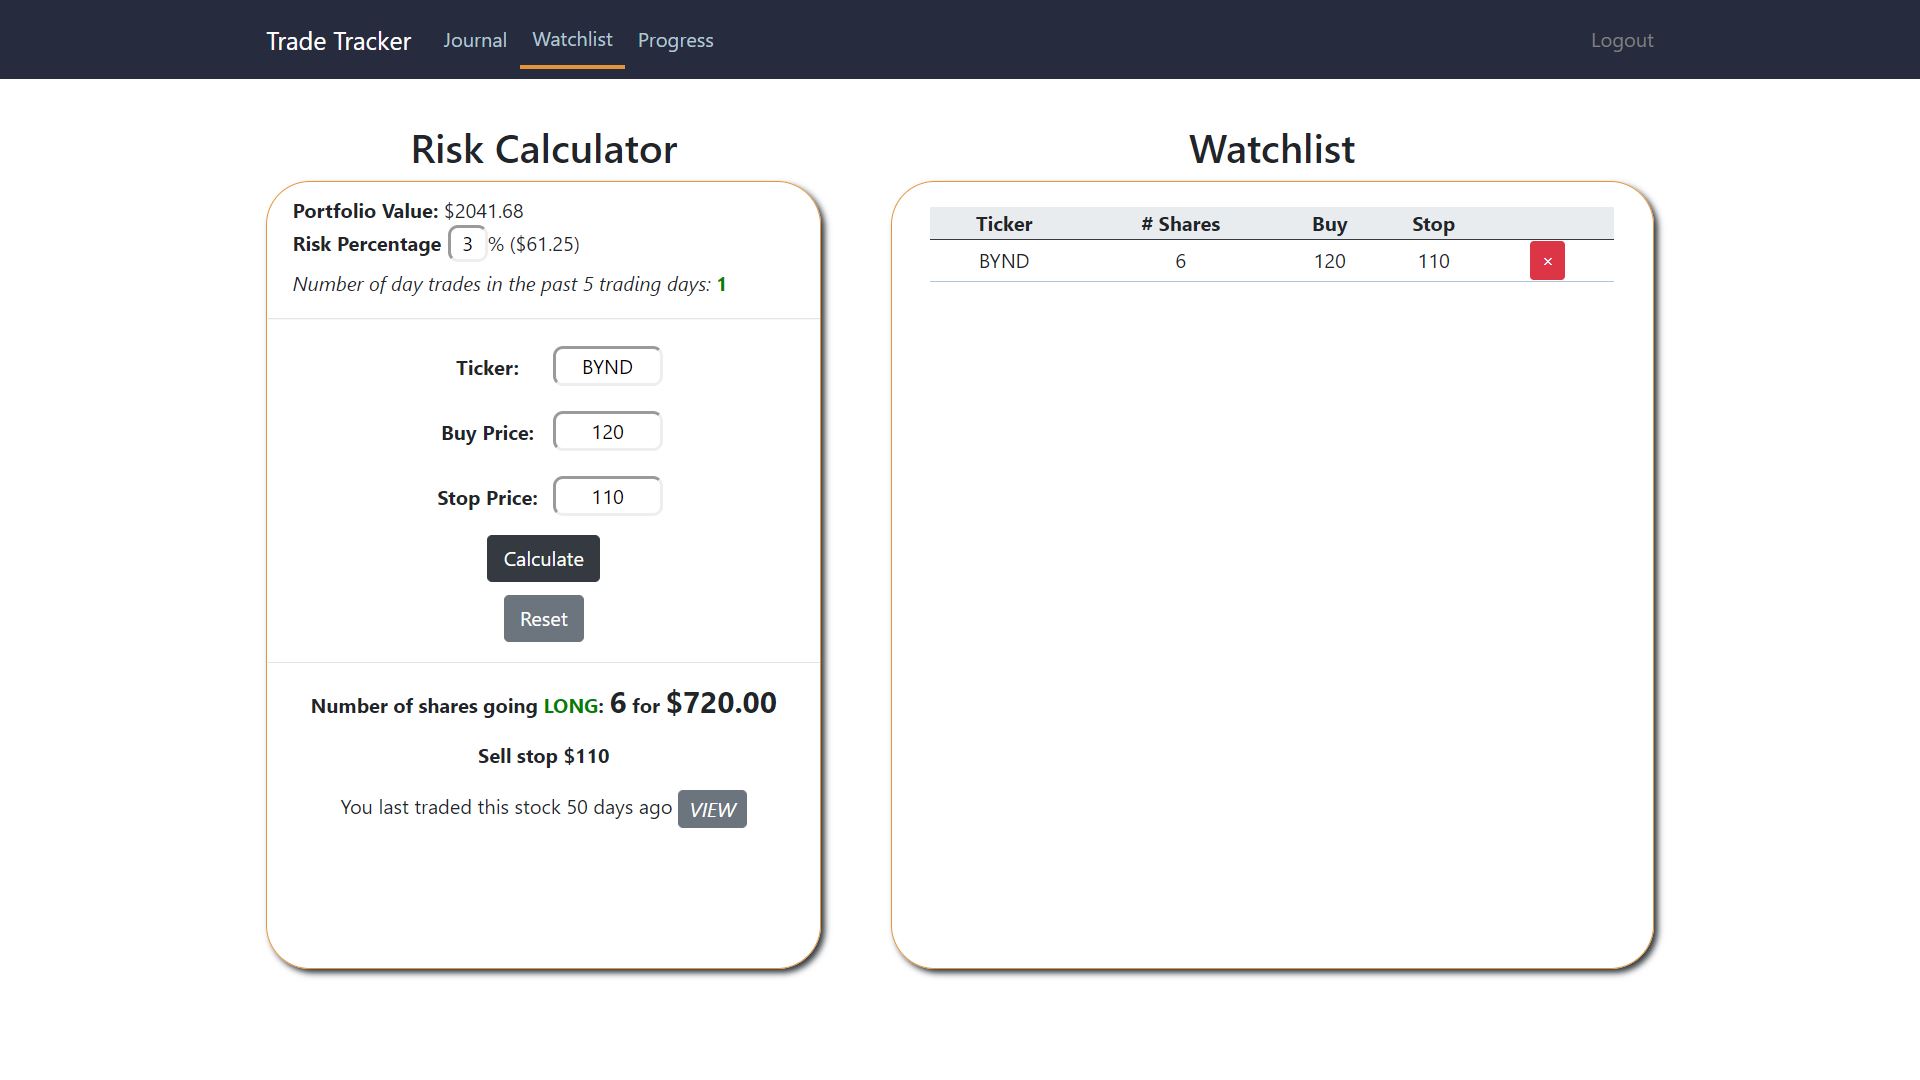 Trade Tracker Journal Watchlist Progress Logout
Risk Calculator
Portfolio Value: $2041.68
Risk Percentage 3 % ($61.25)
Number of day trades in the past 5 trading days: 1
Ticker: BYND
Buy Price: 120
Stop Price: 110
Calculate
Reset
Number of shares going LONG: 6 for $720.00
Sell stop $110
You last traded this stock 50 days ago VIEW
Watchlist
Ticker # Shares Buy Stop
BYND 6 120 110 ×